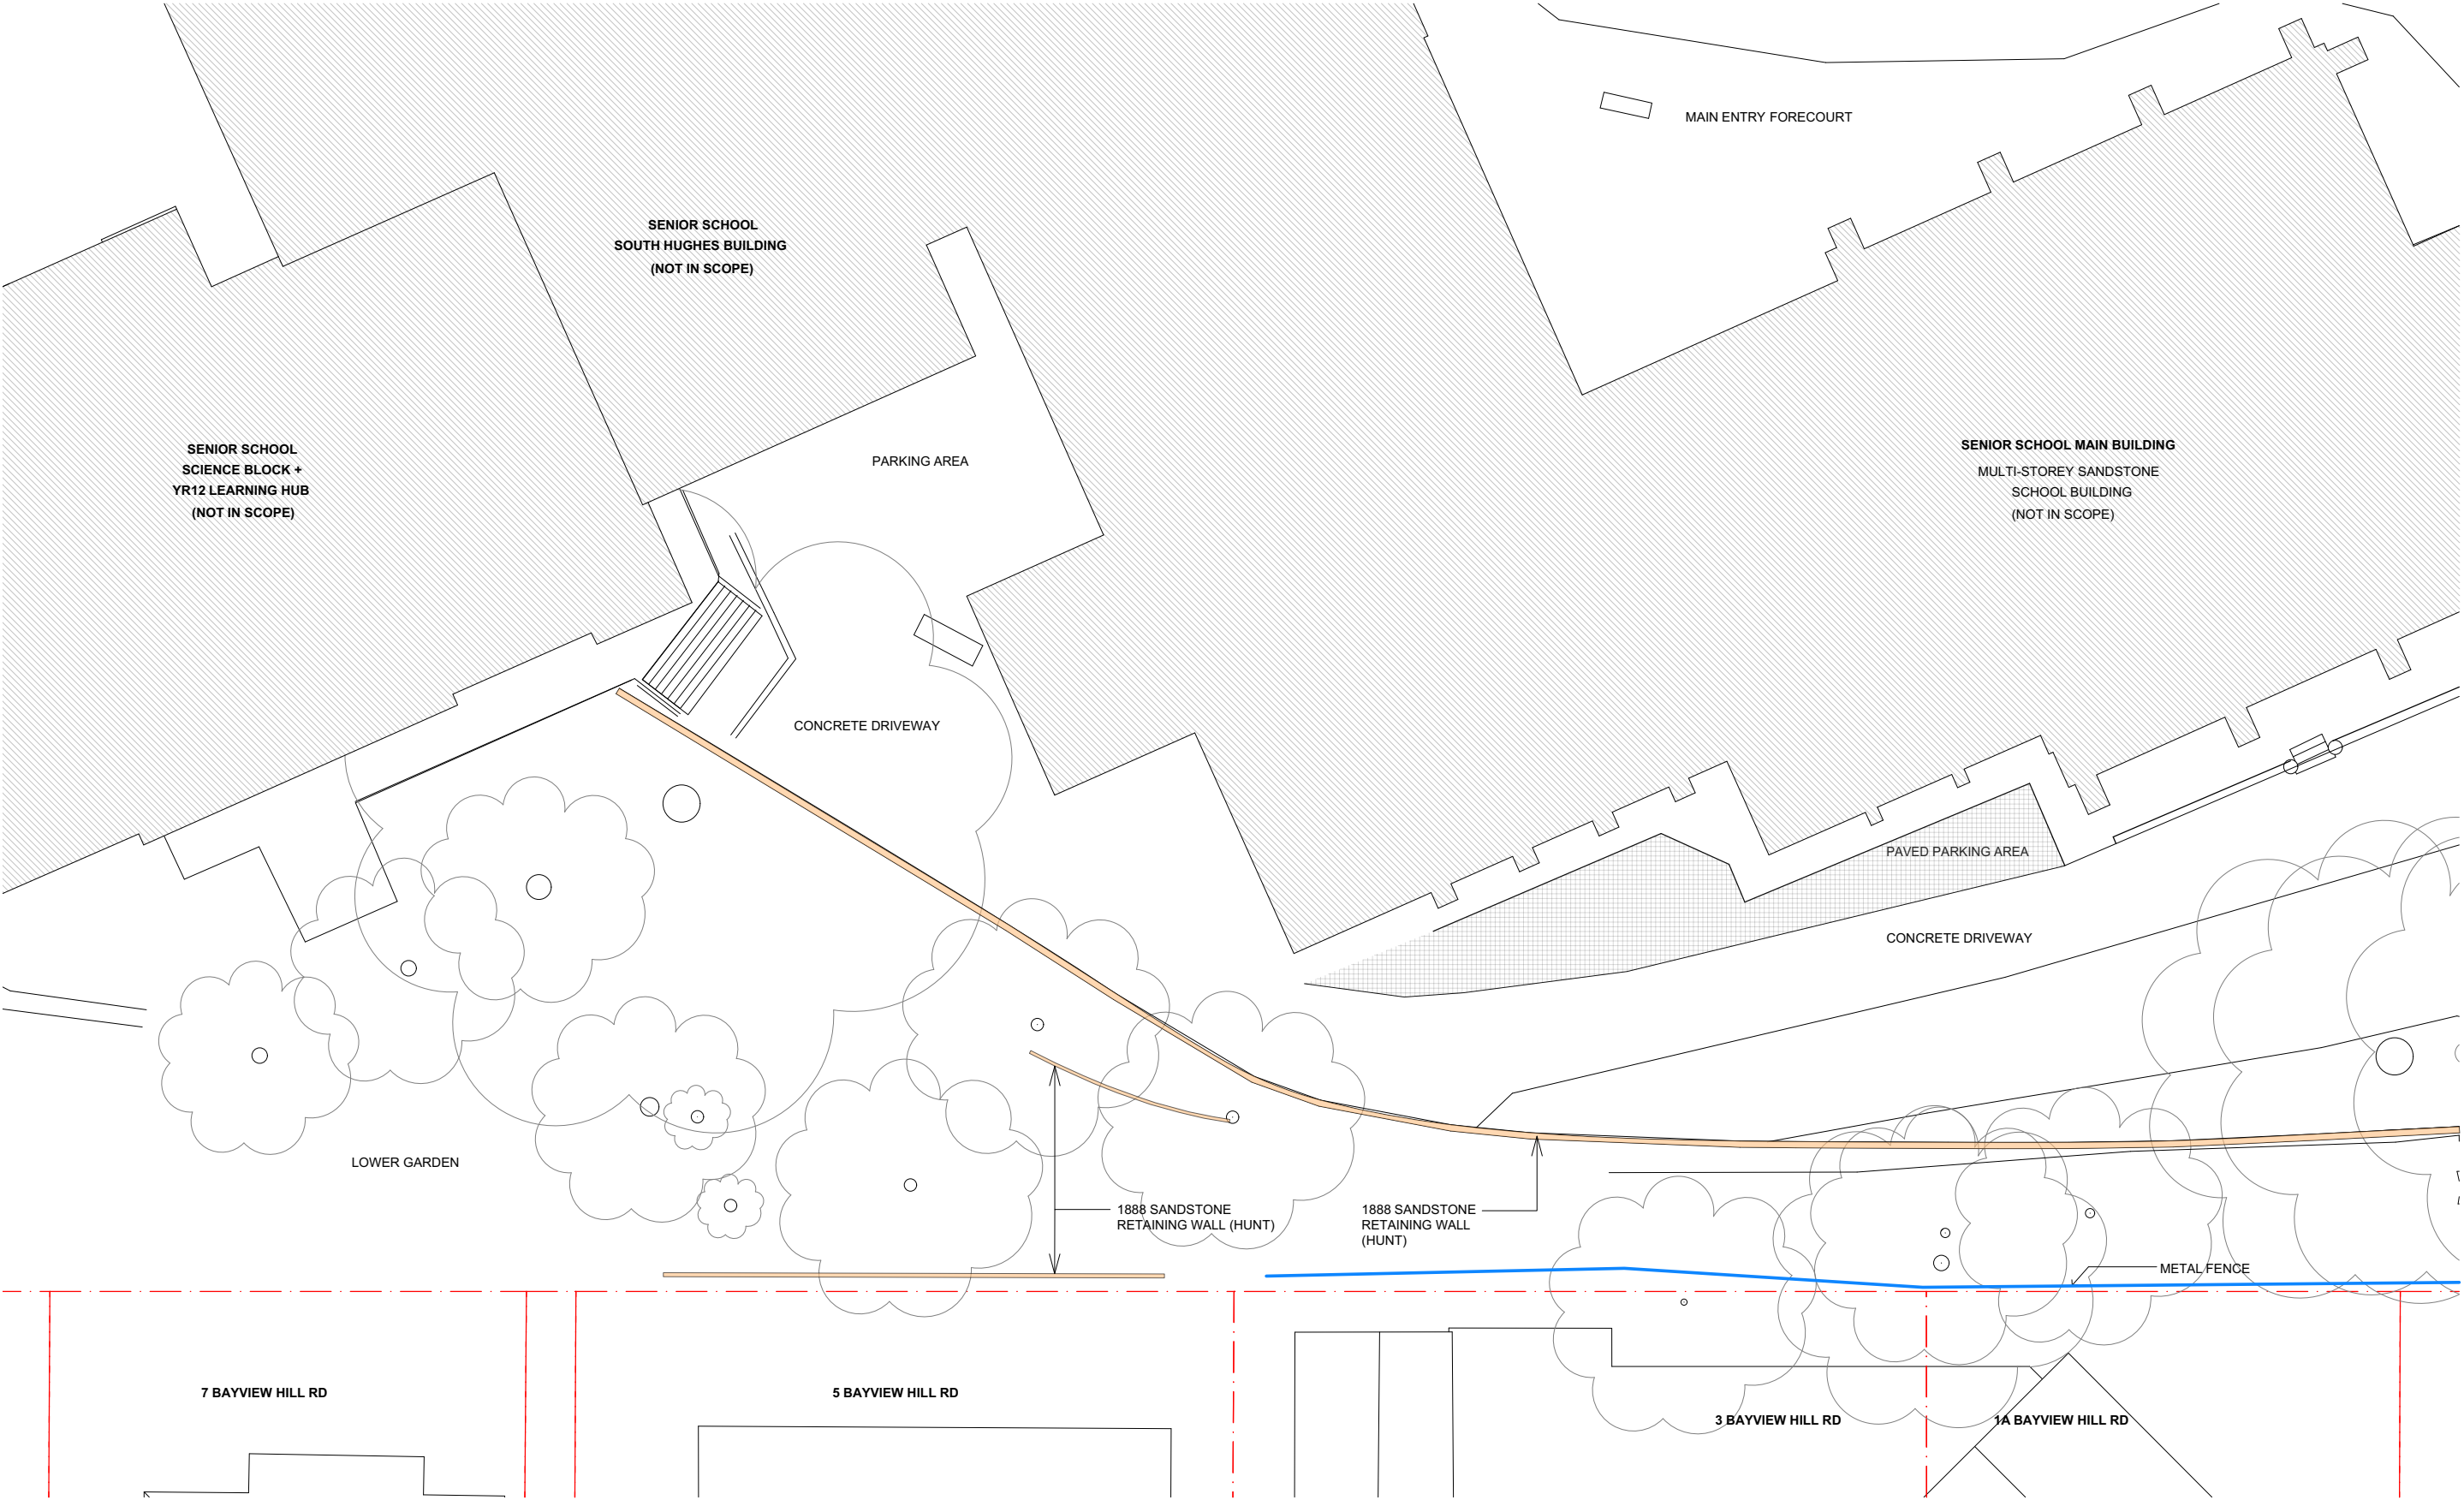 MAIN ENTRY FORECOURT
SENIOR SCHOOL
SOUTH HUGHES BUILDING
(NOT IN SCOPE)
SENIOR SCHOOL
SCIENCE BLOCK +
YR12 LEARNING HUB
(NOT IN SCOPE)
PARKING AREA
SENIOR SCHOOL MAIN BUILDING
MULTI-STOREY SANDSTONE
SCHOOL BUILDING
(NOT IN SCOPE)
CONCRETE DRIVEWAY
PAVED PARKING AREA
CONCRETE DRIVEWAY
LOWER GARDEN
1888 SANDSTONE
RETAINING WALL (HUNT)
1888 SANDSTONE
RETAINING WALL
(HUNT)
METAL FENCE
7 BAYVIEW HILL RD
5 BAYVIEW HILL RD
3 BAYVIEW HILL RD
1A BAYVIEW HILL RD